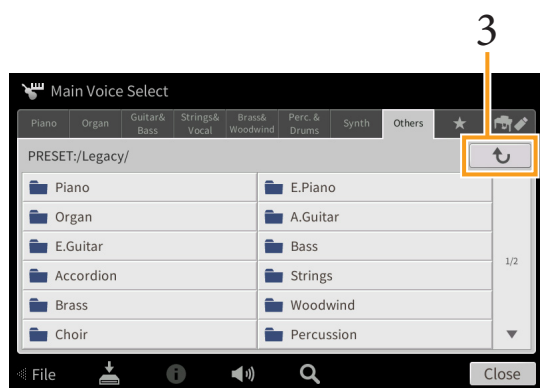 3
Main Voice Select
Piano Organ Guitar& Bass Strings& Vocal Brass& Woodwind Perc. & Drums Synth Others
PRESET:/Legacy/
Piano E.Piano
Organ A.Guitar
E.Guitar Bass
Accordion Strings
1/2
Brass Woodwind
Choir Percussion
File Close